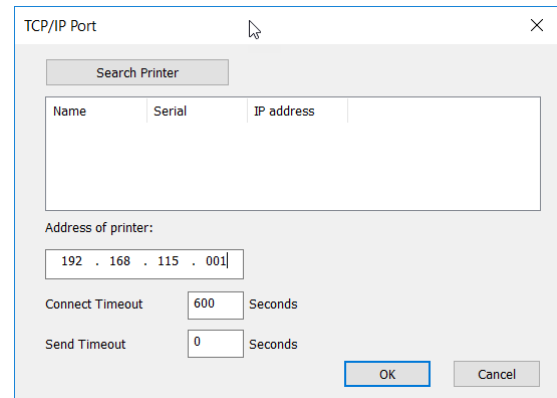 TCP/IP Port
Search Printer
Name Serial IP address
Address of printer:
192 . 168 . 115 . 001
Connect Timeout 600 Seconds
Send Timeout 0 Seconds
OK Cancel